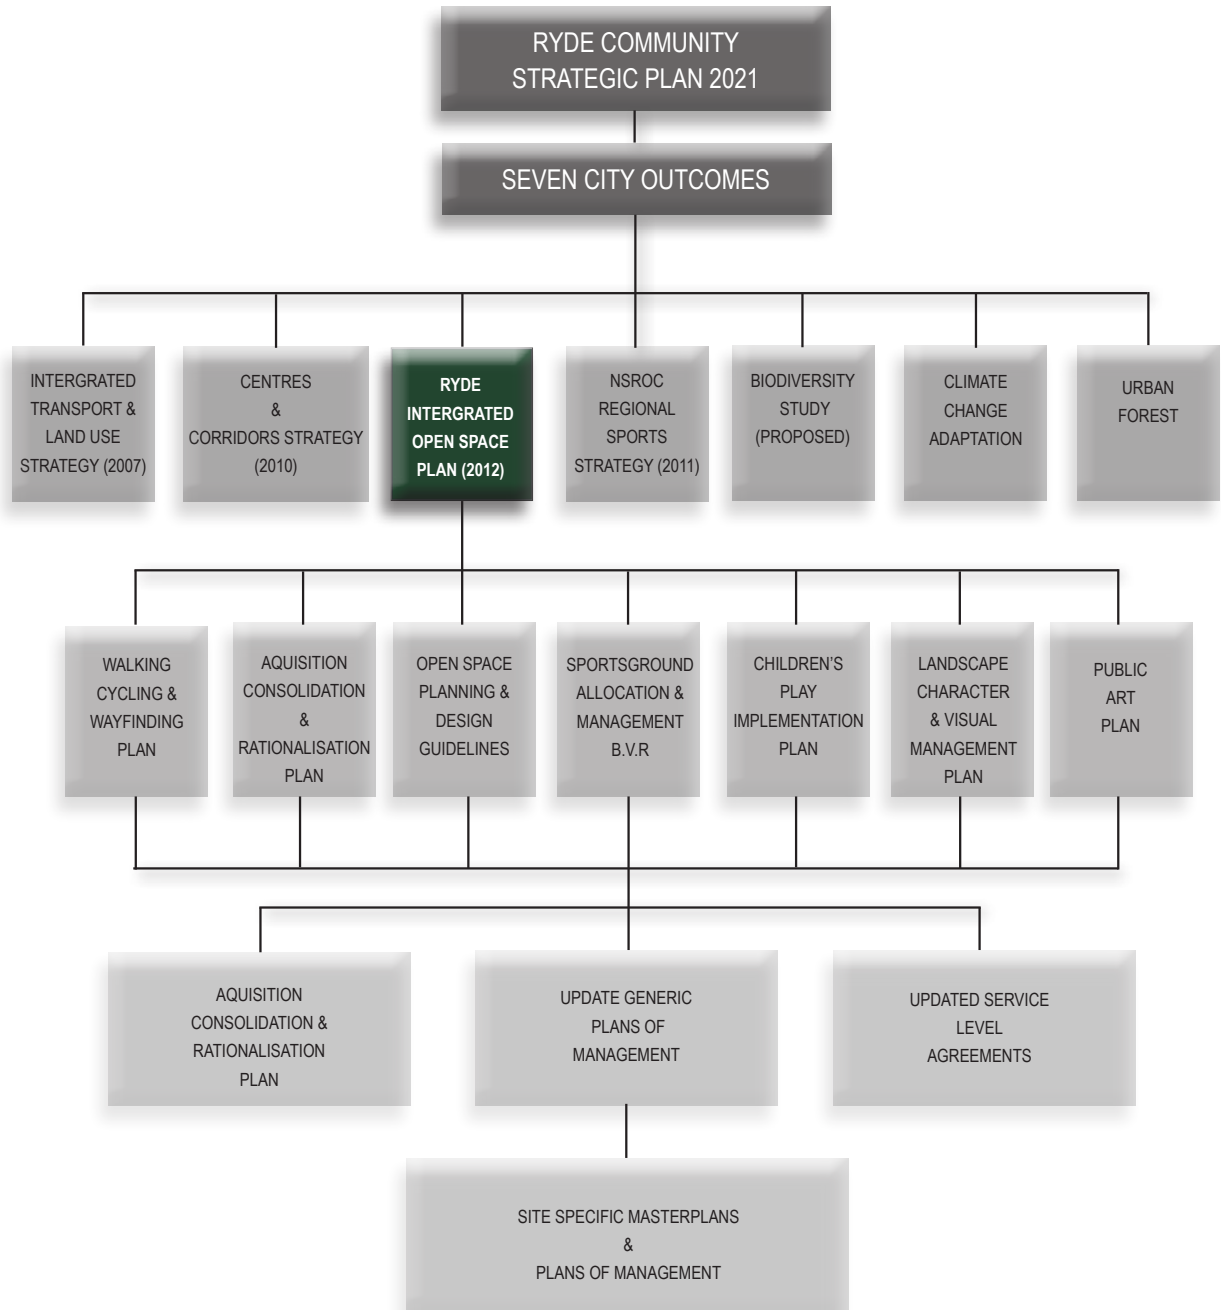 RYDE COMMUNITY
STRATEGIC PLAN 2021
SEVEN CITY OUTCOMES
INTERGRATED
TRANSPORT &
LAND USE
STRATEGY (2007)
CENTRES
&
CORRIDORS STRATEGY
(2010)
RYDE
INTERGRATED
OPEN SPACE
PLAN (2012)
NSROC
REGIONAL
SPORTS
STRATEGY (2011)
BIODIVERSITY
STUDY
(PROPOSED)
CLIMATE
CHANGE
ADAPTATION
URBAN
FOREST
WALKING
CYCLING &
WAYFINDING
PLAN
AQUISITION
CONSOLIDATION
&
RATIONALISATION
PLAN
OPEN SPACE
PLANNING &
DESIGN
GUIDELINES
SPORTSGROUND
ALLOCATION &
MANAGEMENT
B.V.R
CHILDREN'S
PLAY
IMPLEMENTATION
PLAN
LANDSCAPE
CHARACTER
& VISUAL
MANAGEMENT
PLAN
PUBLIC
ART
PLAN
AQUISITION
CONSOLIDATION &
RATIONALISATION
PLAN
UPDATE GENERIC
PLANS OF
MANAGEMENT
UPDATED SERVICE
LEVEL
AGREEMENTS
SITE SPECIFIC MASTERPLANS
&
PLANS OF MANAGEMENT